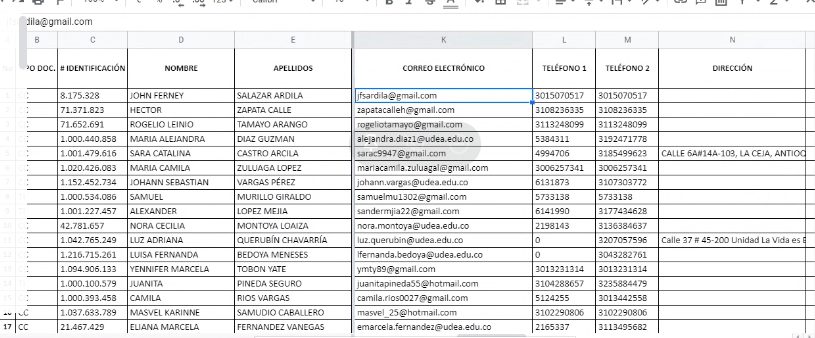 dila@gmail.com
B C D E K L M N
PO DOC. # IDENTIFICACIÓN NOMBRE APELLIDOS CORREO ELECTRÓNICO TELÉFONO 1 TELÉFONO 2 DIRECCIÓN
8.175.328 JOHN FERNEY SALAZAR ARDILA jfsardila@gmail.com 3015070517 3015070517
71.371.823 HECTOR ZAPATA CALLE zapatacalleh@gmail.com 3108236335 3108236335
71.652.691 ROGELIO LEINIO TAMAYO ARANGO rogeliotamayo@gmail.com 3113248099 3113248099
1.000.440.858 MARIA ALEJANDRA DIAZ GUZMAN alejandra.diaz1@udea.edu.co 5384311 3192471778
1.001.479.616 SARA CATALINA CASTRO ARCILA sarac9947@gmail.com 4994706 3185499623 CALLE 6A#14A-103, LA CEJA, ANTIOQ
1.020.426.083 MARIA CAMILA ZULUAGA LOPEZ mariacamila.zuluagal@gmail.com 3006257341 3006257341
1.152.452.734 JOHANN SEBASTIAN VARGAS PÉREZ johann.vargas@udea.edu.co 6131873 3107303772
1.000.534.086 SAMUEL MURILLO GIRALDO samuelmu1302@gmail.com 5733138 5733138
1.001.227.457 ALEXANDER LOPEZ MEJIA sandermjia22@gmail.com 6141990 3177434628
42.781.657 NORA CECILIA MONTOYA LOAIZA nora.montoya@udea.edu.co 2198143 3136384637
1.042.765.249 LUZ ADRIANA QUERUBÍN CHAVARRÍA luz.querubin@udea.edu.co 0 3207057596 Calle 37 # 45-200 Unidad La Vida es
1.216.715.261 LUISA FERNANDA BEDOYA MENESES lfernanda.bedoya@udea.edu.co 0 3043282761
1.094.906.133 YENNIFER MARCELA TOBON YATE ymty89@gmail.com 3013231314 3013231314
1.000.100.579 JUANITA PINEDA SEGURO juanitapineda55@hotmail.com 3104288657 3235884479
1.000.393.458 CAMILA RIOS VARGAS camila.rios0027@gmail.com 5124255 3013442558
16 CC 1.037.633.789 MASVEL KARINNE SAMUDIO CABALLERO masvel_25@hotmail.com 3102290806 3102290806
17 CC 21.467.429 ELIANA MARCELA FERNANDEZ VANEGAS emarcela.fernandez@udea.edu.co 2165337 3113495682